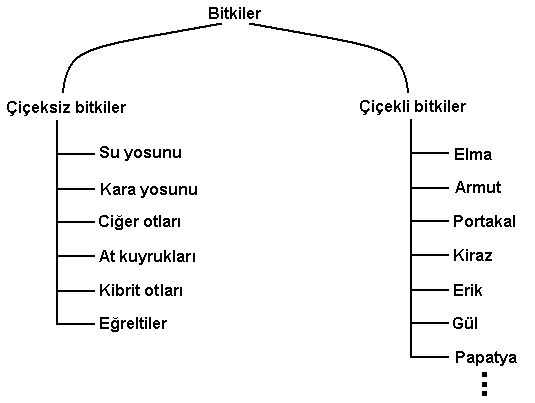 Bitkiler
Çiçeksiz bitkiler
Su yosunu
Kara yosunu
Ciğer otları
At kuyrukları
Kibrit otları
Eğreltiler
Çiçekli bitkiler
Elma
Armut
Portakal
Kiraz
Erik
Gül
Papatya